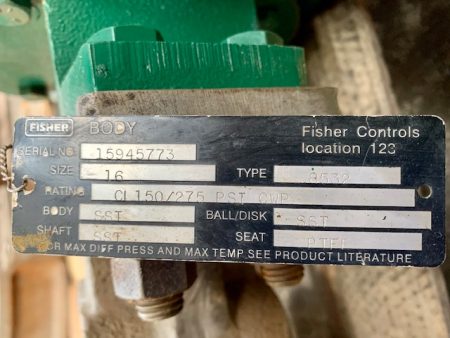 FISHER BODY Fisher Controls
location 123
SERIAL NO 15945773
SIZE 16 TYPE 8532
RATING CL150/275 PSI CWP
BODY SST BALL/DISK SST
SHAFT SST SEAT PTFE
FOR MAX DIFF PRESS AND MAX TEMP.SEE PRODUCT LITERATURE